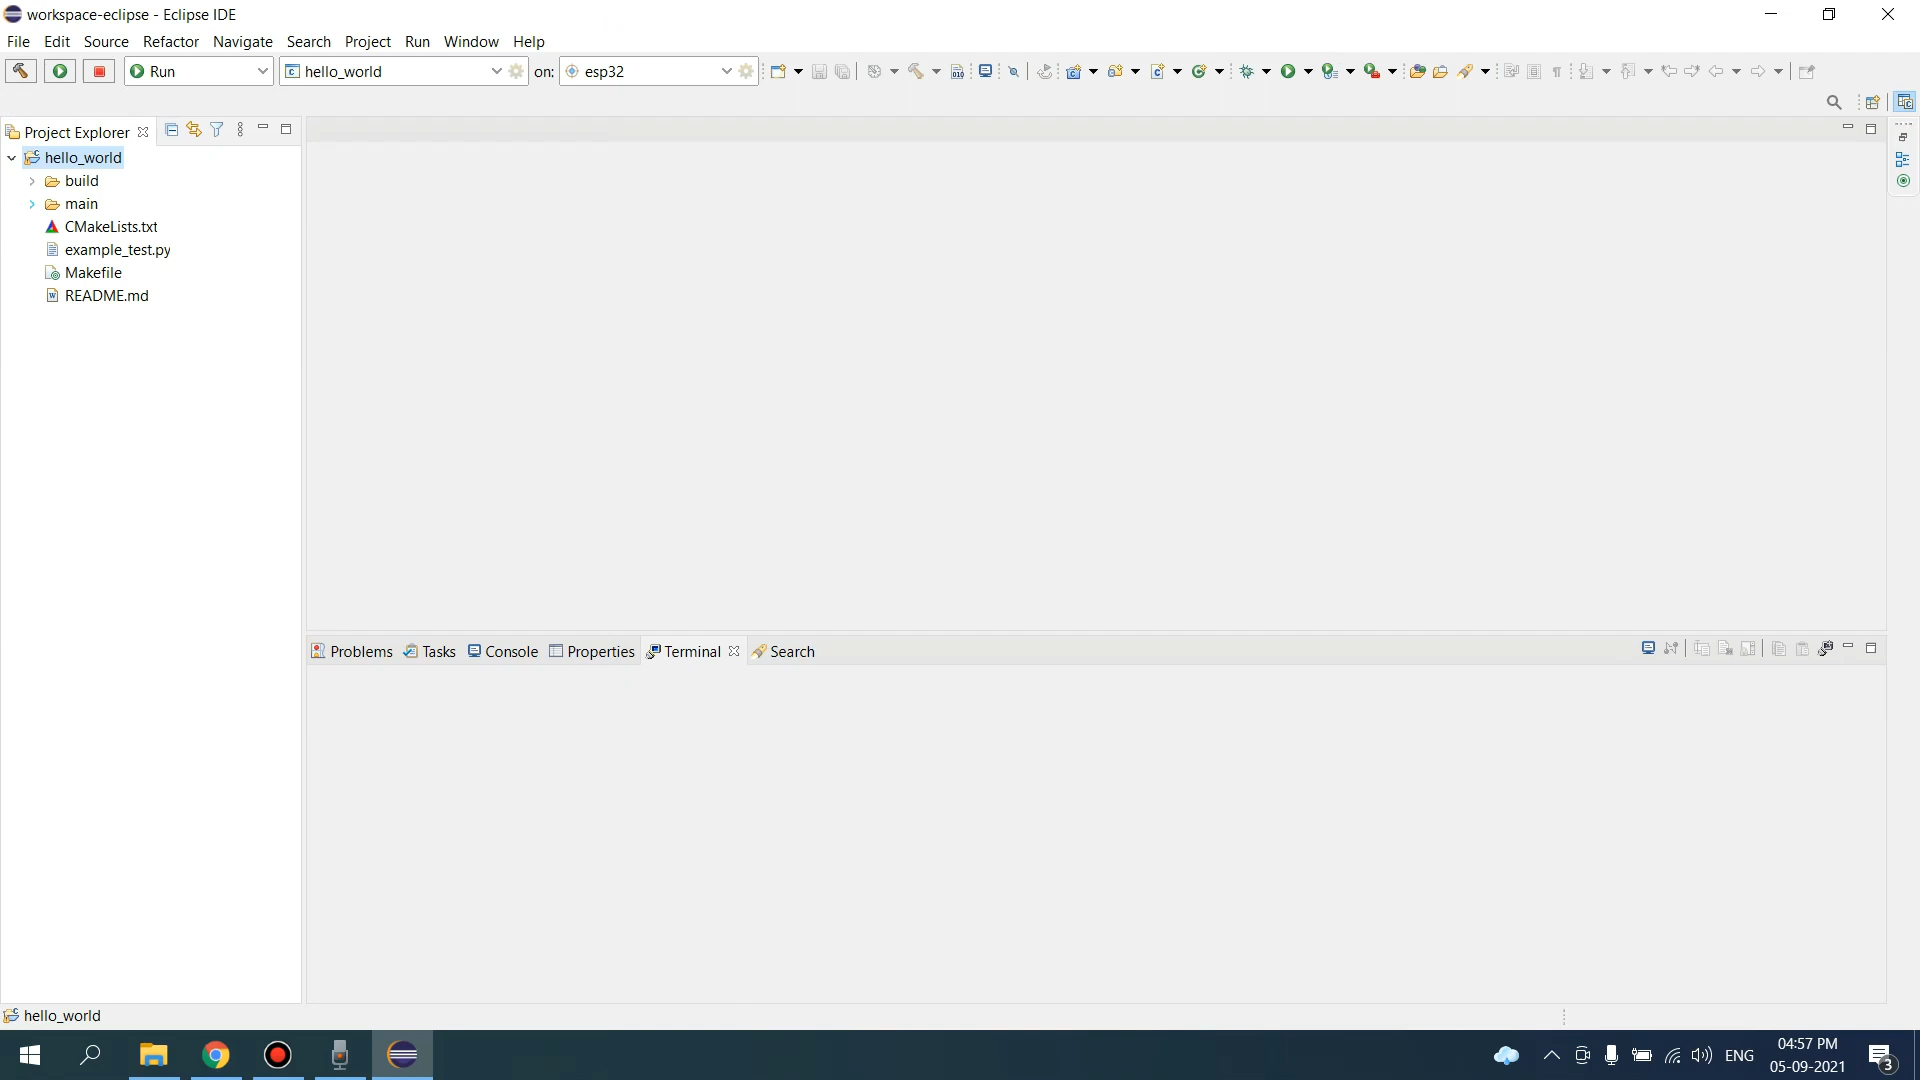 workspace-eclipse - Eclipse IDE
File Edit Source Refactor Navigate Search Project Run Window Help
Run hello_world on: esp32
Project Explorer
hello_world
build
main
CMakeLists.txt
example_test.py
Makefile
README.md
Problems Tasks Console Properties Terminal Search
hello_world
ENG
04:57 PM
05-09-2021
3